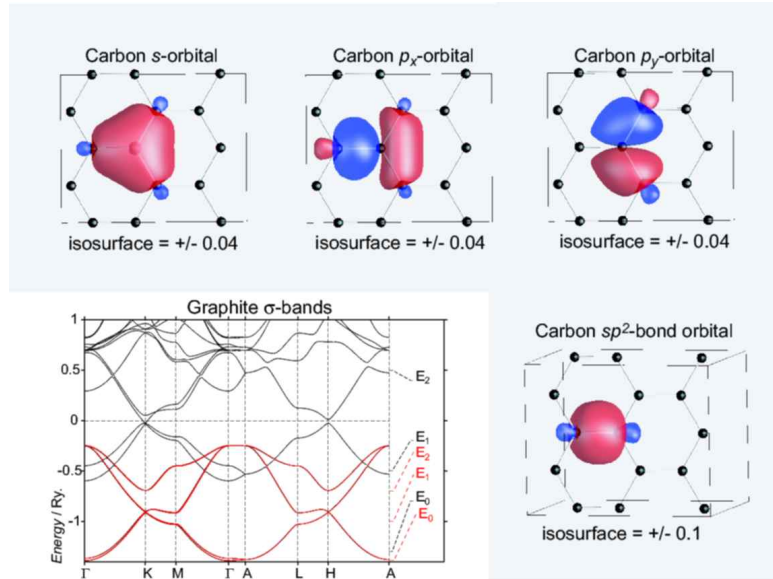 Carbon s-orbital
Carbon pₓ-orbital
Carbon p_y-orbital
isosurface = +/- 0.04
isosurface = +/- 0.04
isosurface = +/- 0.04
Graphite σ-bands
1
0.5
0
-0.5
-1
Energy / Ry.
Γ K M Γ A L H A
E₂
E₁
E₂
E₁
E₀
E₀
Carbon sp²-bond orbital
isosurface = +/- 0.1